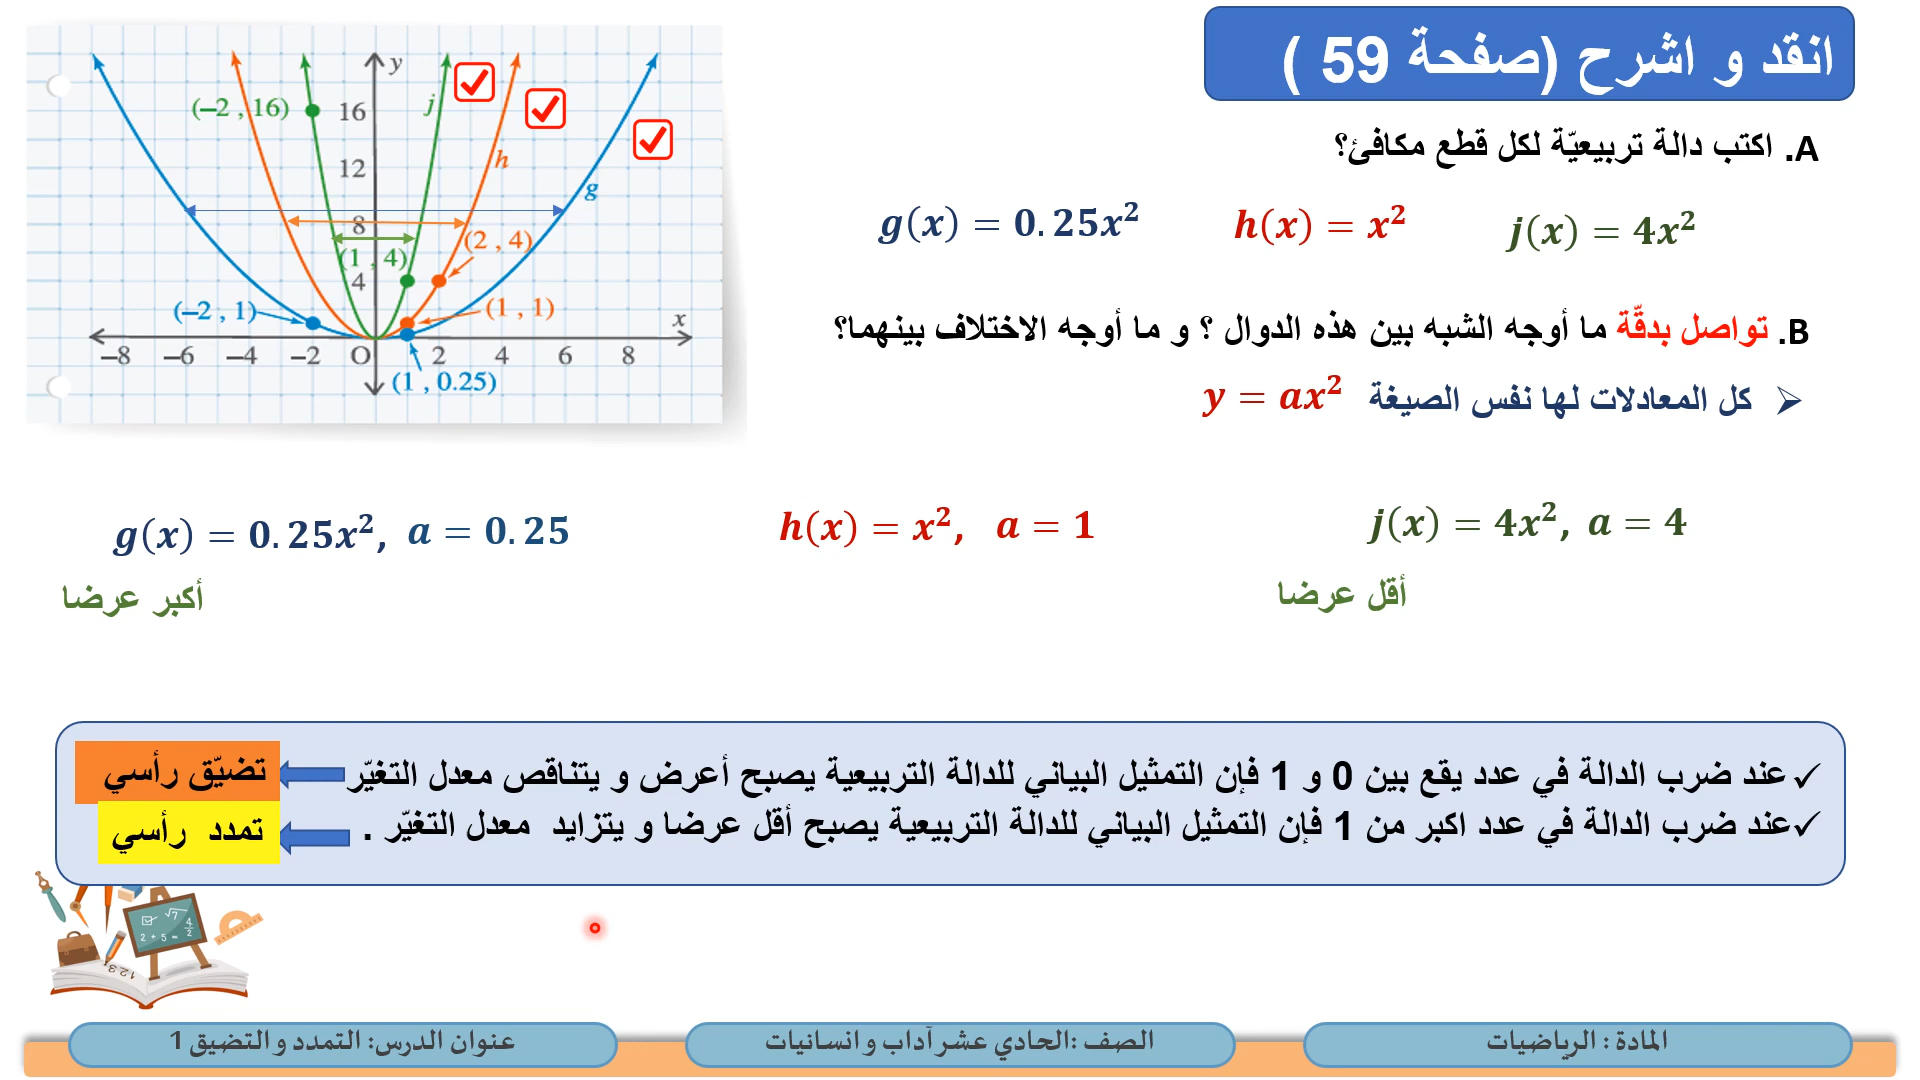 انقد و اشرح (صفحة 59 )
A. اكتب دالة تربيعيّة لكل قطع مكافئ؟
j(x) = 4x²
h(x) = x²
g(x) = 0.25x²
B. تواصل بدقّة ما أوجه الشبه بين هذه الدوال ؟ و ما أوجه الاختلاف بينهما؟
كل المعادلات لها نفس الصيغة y = ax²
j(x) = 4x², a = 4
أقل عرضا
h(x) = x², a = 1
g(x) = 0.25x², a = 0.25
أكبر عرضا
y
16
12
8
4
x
–8 –6 –4 –2 O 2 4 6 8
(–2 , 16)
j
h
g
(2 , 4)
(1 , 4)
(–2 , 1)
(1 , 1)
(1 , 0.25)
✓ عند ضرب الدالة في عدد يقع بين 0 و 1 فإن التمثيل البياني للدالة التربيعية يصبح أعرض و يتناقص معدل التغيّر
تضيّق رأسي
✓ عند ضرب الدالة في عدد اكبر من 1 فإن التمثيل البياني للدالة التربيعية يصبح أقل عرضا و يتزايد معدل التغيّر .
تمدد رأسي
√7
4/2
2 + 5 =
123
المادة : الرياضيات
الصف :الحادي عشر آداب و انسانيات
عنوان الدرس: التمدد و التضيق 1